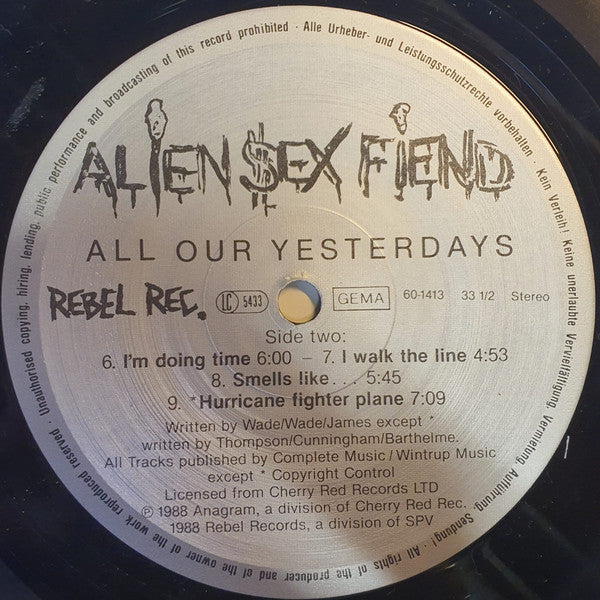 Unauthorised copying, hiring, lending, public performance and broadcasting of this record prohibited · Alle Urheber- und Leistungsschutzrechte vorbehalten · Kein Verleih! Keine unerlaubte Vervielfältigung, Vermietung, Aufführung, Sendung! · All rights of the producer and of the owner of the work reproduced reserved ·
ALIEN $EX FIEND
ALL OUR YESTERDAYS
REBEL REC. LC 5433 GEMA 60-1413 33 1/2 Stereo
Side two:
6. I'm doing time 6:00 – 7. I walk the line 4:53
8. Smells like... 5:45
9. *Hurricane fighter plane 7:09
Written by Wade/Wade/James except *
written by Thompson/Cunningham/Barthelme.
All Tracks published by Complete Music/Wintrup Music
except * Copyright Control
Licensed from Cherry Red Records LTD
℗ 1988 Anagram, a division of Cherry Red Rec.
1988 Rebel Records, a division of SPV